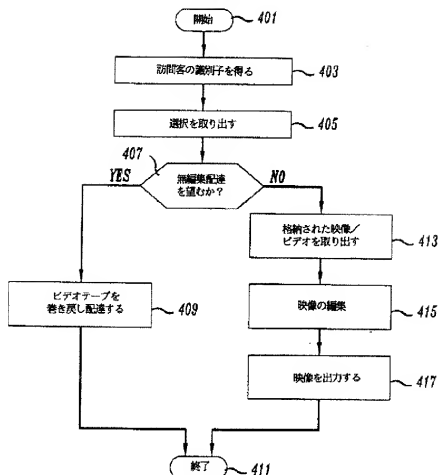 開始
401
訪問客の識別子を得る
403
選択を取り出す
405
407
YES
無編集配達
を望むか？
NO
格納された映像／
ビデオを取り出す
413
ビデオテープを
巻き戻し配達する
409
映像の編集
415
映像を出力する
417
終了
411